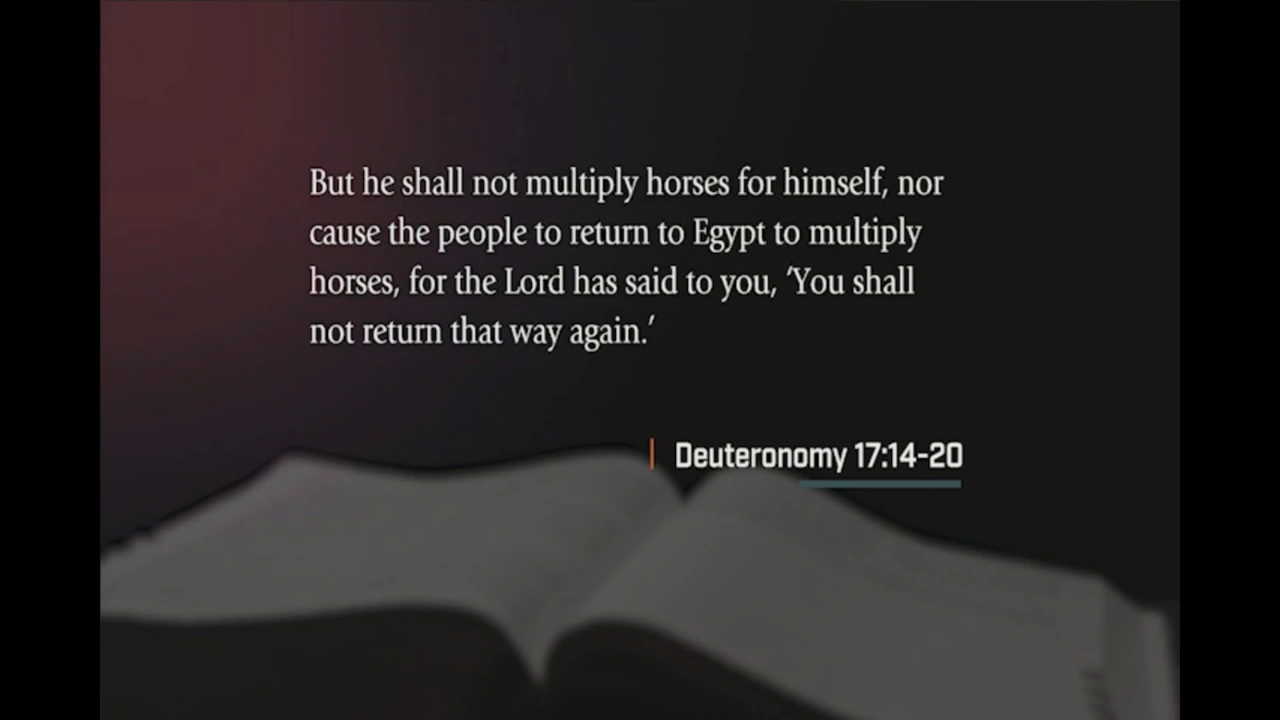 But he shall not multiply horses for himself, nor
cause the people to return to Egypt to multiply
horses, for the Lord has said to you, ‘You shall
not return that way again.’
Deuteronomy 17:14-20